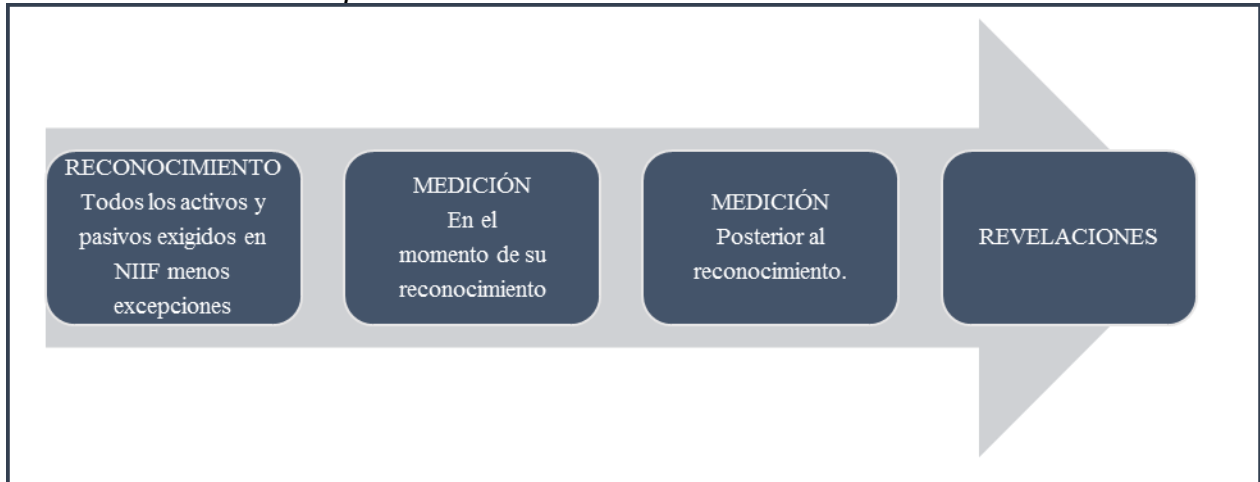 RECONOCIMIENTO
Todos los activos y
pasivos exigidos en
NIIF menos
excepciones
MEDICIÓN
En el
momento de su
reconocimiento
MEDICIÓN
Posterior al
reconocimiento.
REVELACIONES